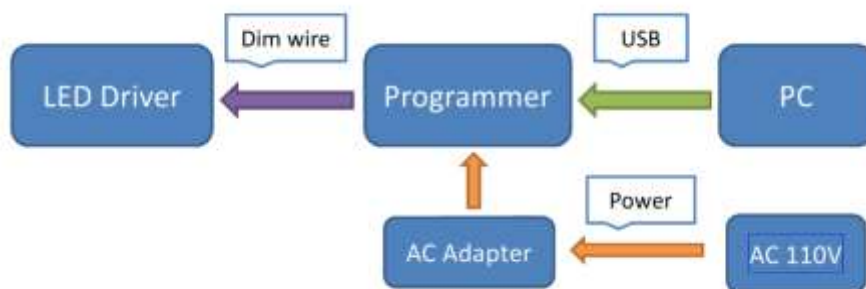 Dim wire
USB
LED Driver
Programmer
PC
Power
AC Adapter
AC 110V